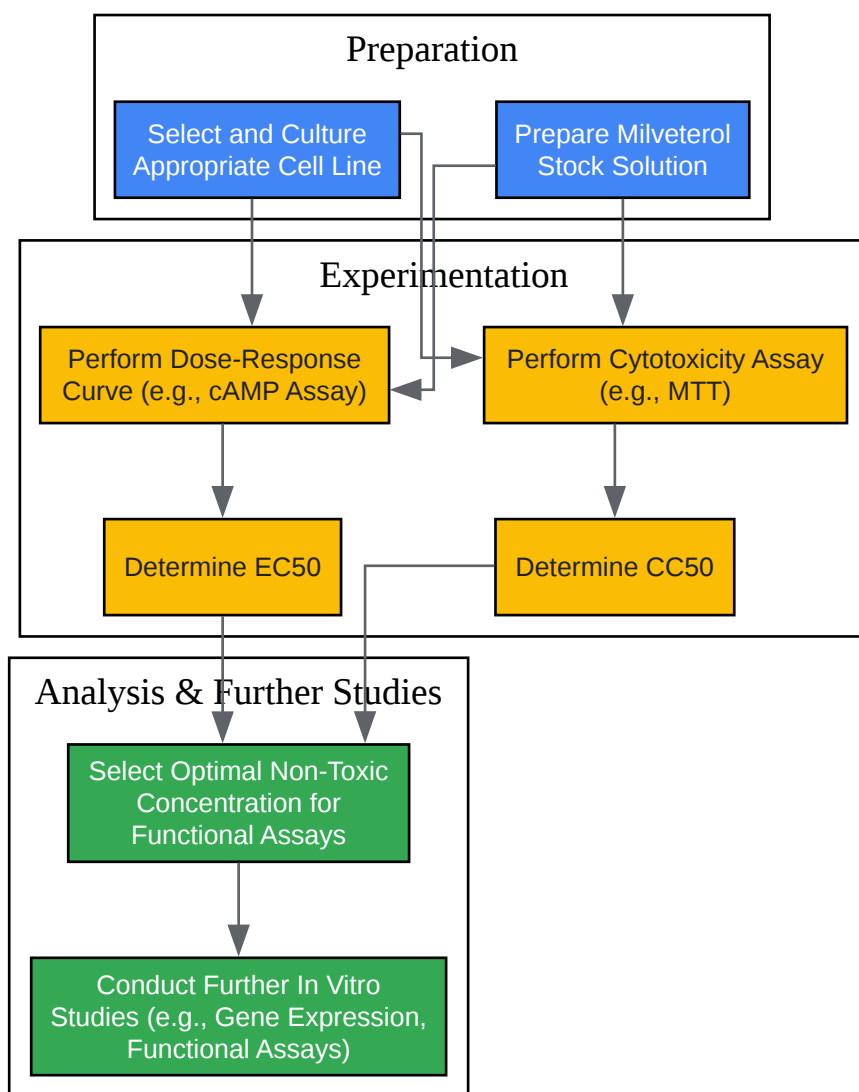 Preparation
Select and Culture
Appropriate Cell Line
Prepare Milveterol
Stock Solution
Experimentation
Perform Dose-Response
Curve (e.g., cAMP Assay)
Perform Cytotoxicity Assay
(e.g., MTT)
Determine EC50
Determine CC50
Analysis & Further Studies
Select Optimal Non-Toxic
Concentration for
Functional Assays
Conduct Further In Vitro
Studies (e.g., Gene Expression,
Functional Assays)